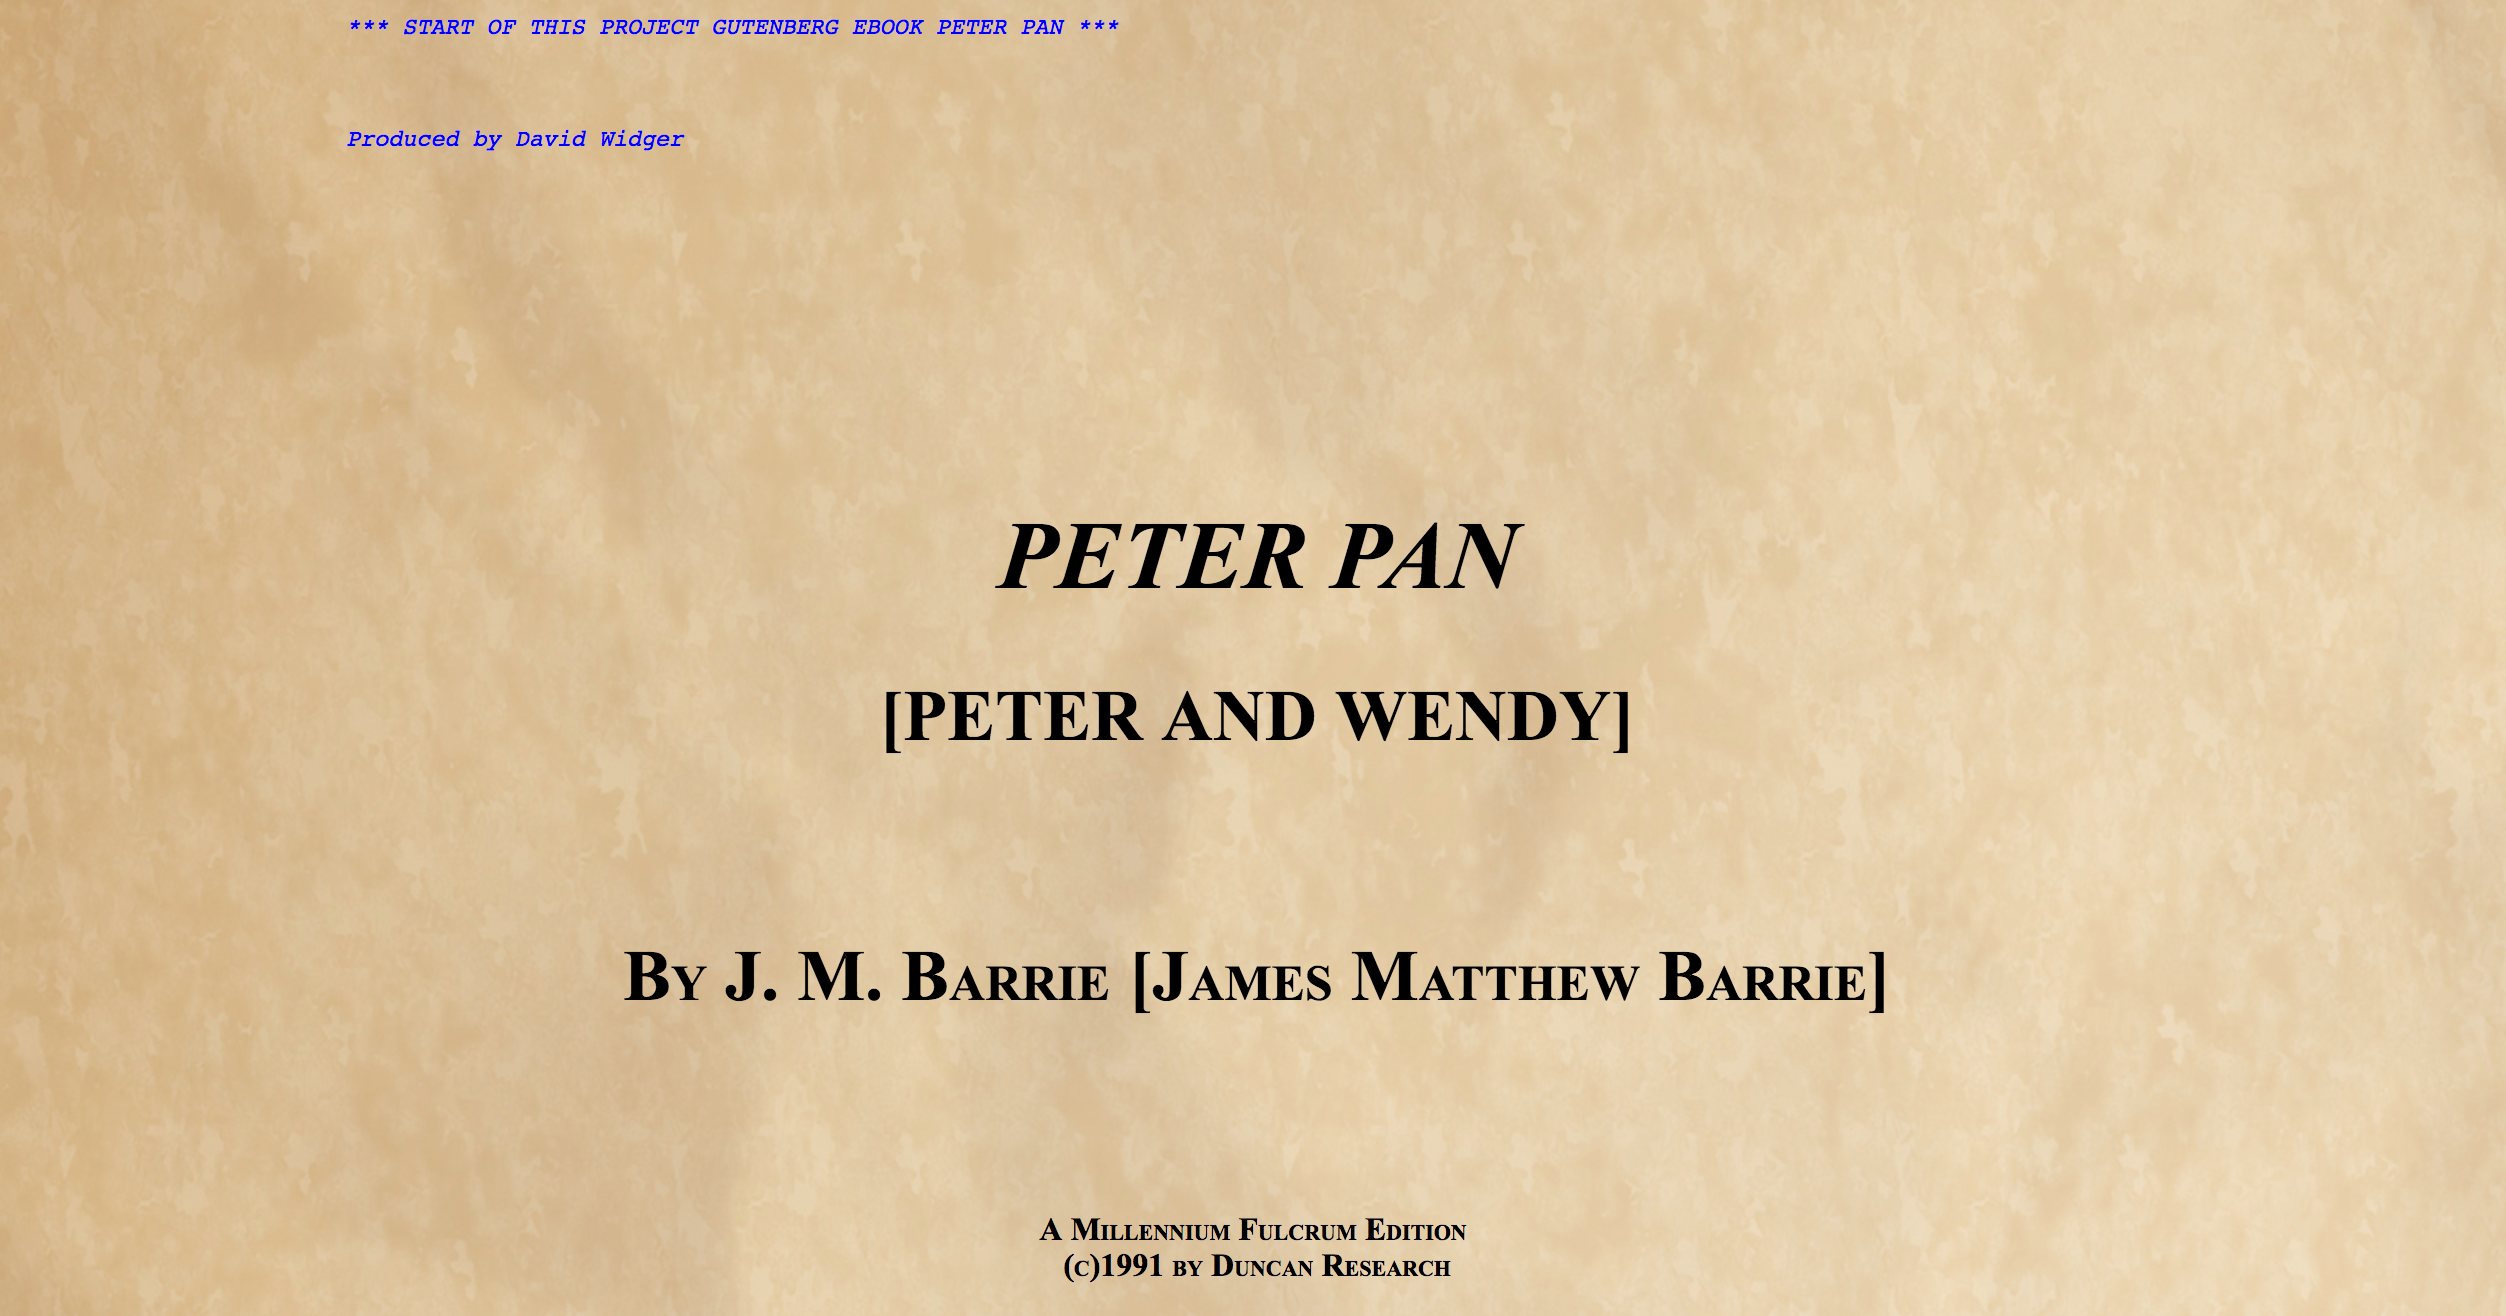 *** START OF THIS PROJECT GUTENBERG EBOOK PETER PAN ***
Produced by David Widger
PETER PAN
[PETER AND WENDY]
By J. M. Barrie [James Matthew Barrie]
A Millennium Fulcrum Edition
(c)1991 by Duncan Research